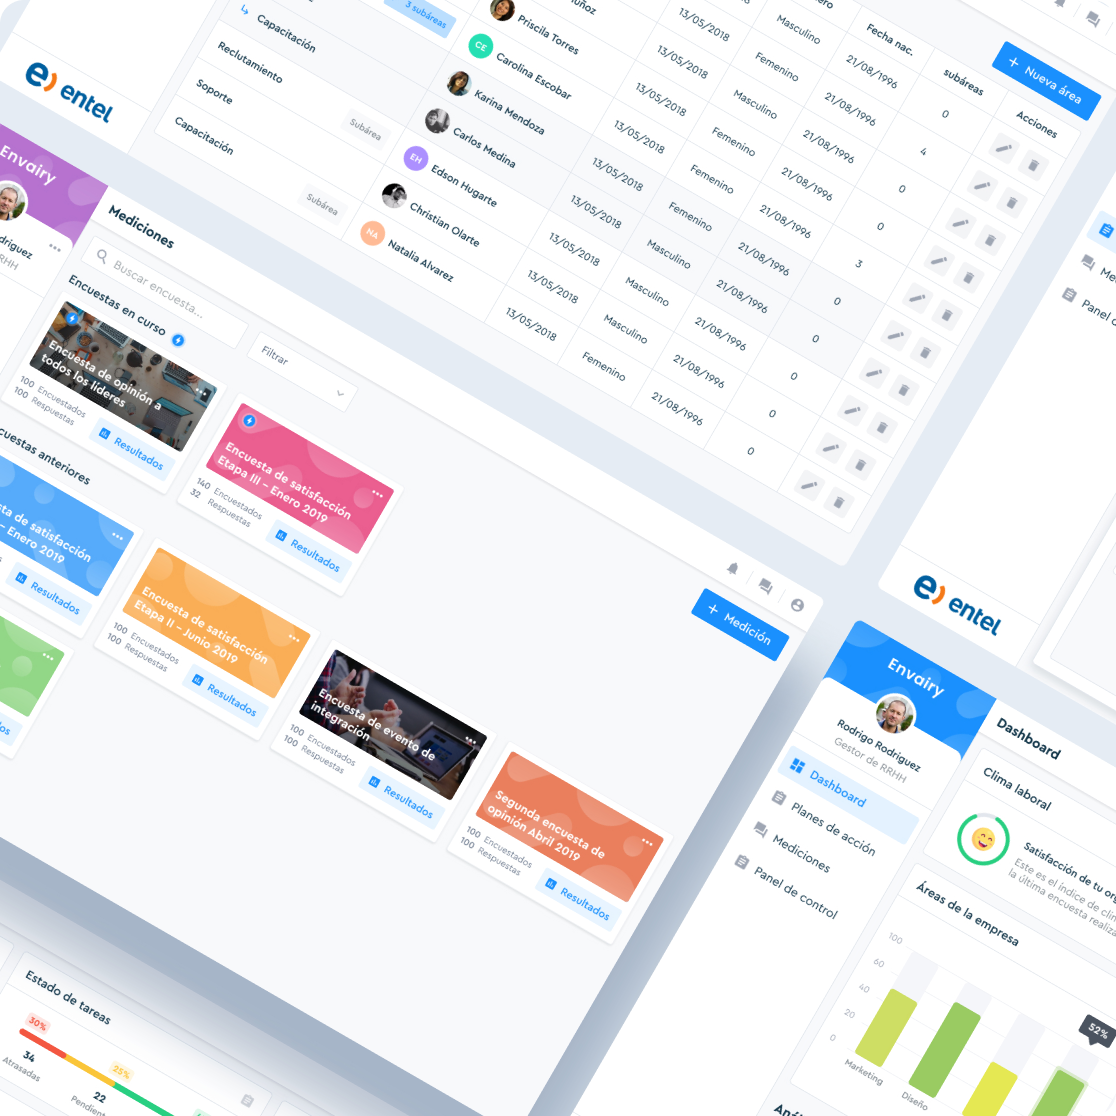 3 subáreas
Capacitación
Reclutamiento
Soporte
Capacitación
Subárea
Subárea
Priscila Torres
CE
Carolina Escobar
Karina Mendoza
Carlos Medina
EH
Edson Hugarte
Christian Olarte
NA
Natalia Alvarez
13/05/2018
13/05/2018
13/05/2018
13/05/2018
13/05/2018
13/05/2018
13/05/2018
13/05/2018
13/05/2018
Masculino
Femenino
Masculino
Femenino
Femenino
Femenino
Masculino
Masculino
Masculino
Femenino
Fecha nac.
21/08/1996
21/08/1996
21/08/1996
21/08/1996
21/08/1996
21/08/1996
21/08/1996
21/08/1996
21/08/1996
21/08/1996
subáreas
0
4
0
0
3
0
0
0
0
0
+ Nueva área
Acciones
entel
Envairy
RRHH
Mediciones
Buscar encuesta...
Filtrar
Encuestas en curso
Encuesta de opinión a
todos los líderes
100 Encuestados
100 Respuestas
Resultados
Encuesta de satisfacción
Etapa III – Enero 2019
140 Encuestados
32 Respuestas
Resultados
+ Medición
anteriores
de satisfacción
– Enero 2019
Resultados
Encuesta de satisfacción
Etapa II – Junio 2019
100 Encuestados
100 Respuestas
Resultados
Encuesta de evento de
integración
100 Encuestados
100 Respuestas
Resultados
Segunda encuesta de
opinión Abril 2019
100 Encuestados
100 Respuestas
Resultados
Panel
entel
Envairy
Rodrigo Rodriguez
Gestor de RRHH
Dashboard
Planes de acción
Mediciones
Panel de control
Dashboard
Clima laboral
Satisfacción de tu
Este es el índice de
la última encuesta
Áreas de la empresa
100
60
40
20
0
52%
Marketing
Diseño
Estado de tareas
30%
34
Atrasadas
25%
22